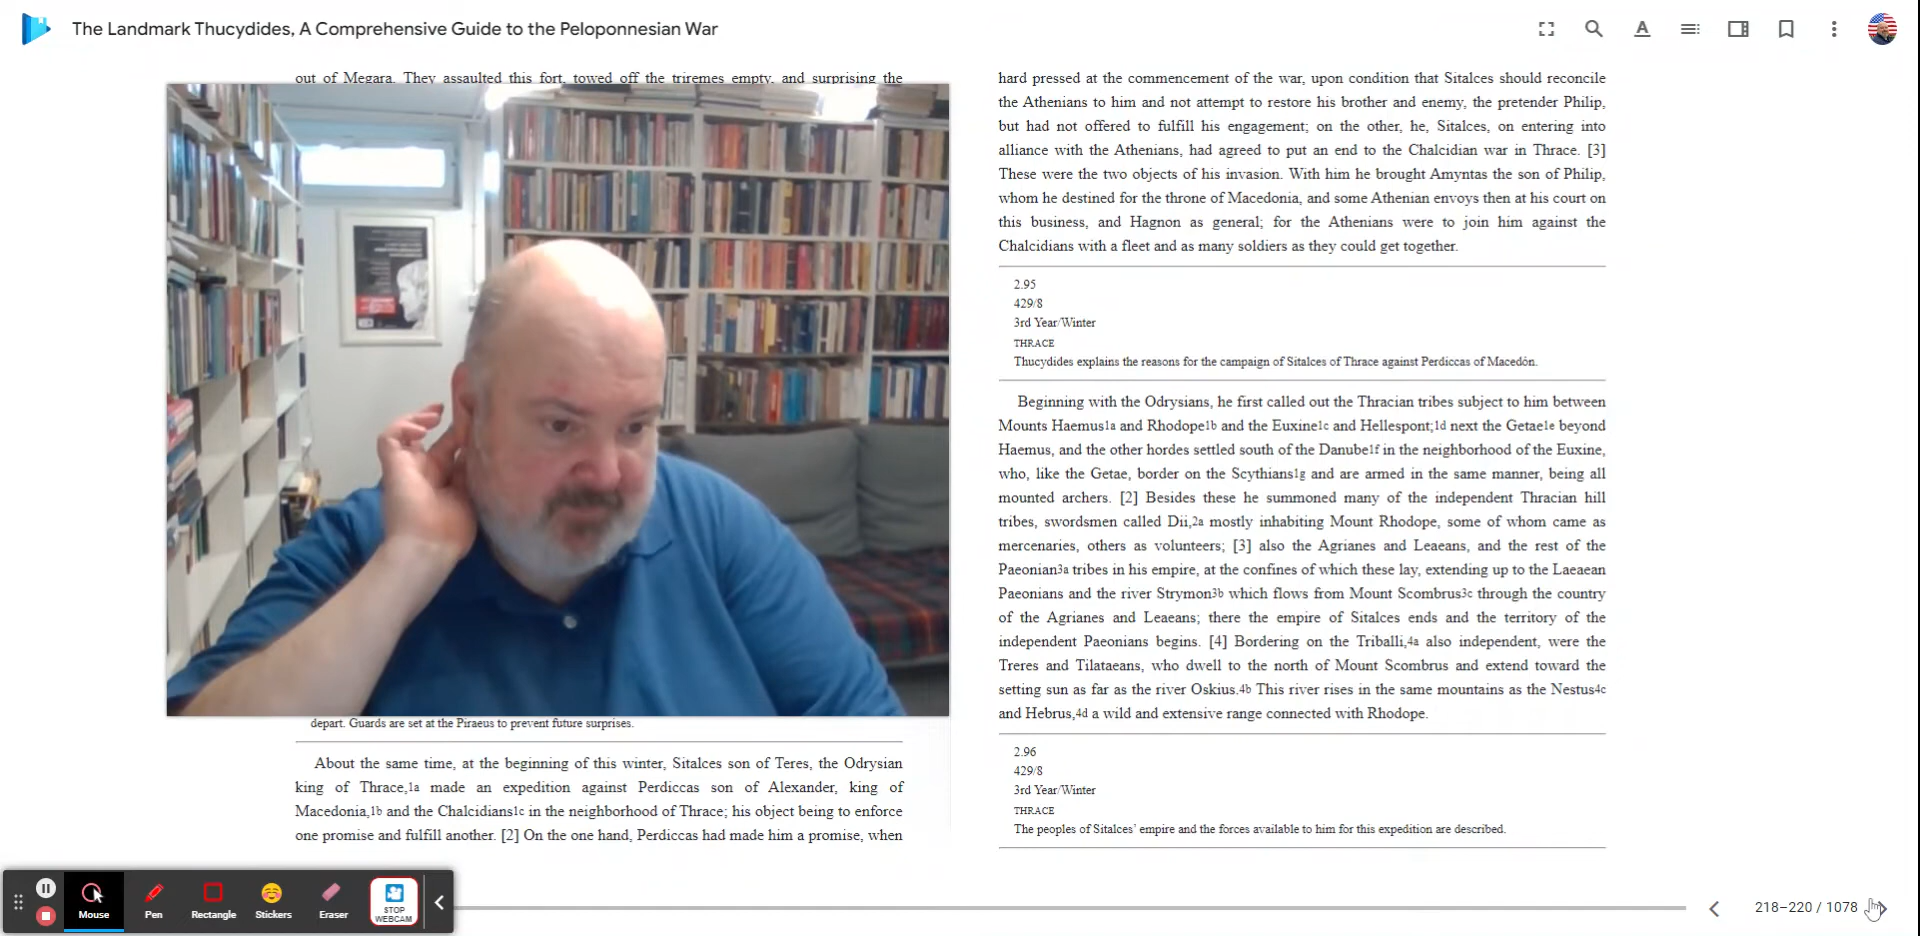 The Landmark Thucydides, A Comprehensive Guide to the Peloponnesian War
out of Megara. They assaulted this fort, towed off the triremes empty, and surprising the
depart. Guards are set at the Piraeus to prevent future surprises.
About the same time, at the beginning of this winter, Sitalces son of Teres, the Odrysian
king of Thrace,1a made an expedition against Perdiccas son of Alexander, king of
Macedonia,1b and the Chalcidians1c in the neighborhood of Thrace; his object being to enforce
one promise and fulfill another. [2] On the one hand, Perdiccas had made him a promise, when
hard pressed at the commencement of the war, upon condition that Sitalces should reconcile
the Athenians to him and not attempt to restore his brother and enemy, the pretender Philip,
but had not offered to fulfill his engagement; on the other, he, Sitalces, on entering into
alliance with the Athenians, had agreed to put an end to the Chalcidian war in Thrace. [3]
These were the two objects of his invasion. With him he brought Amyntas the son of Philip,
whom he destined for the throne of Macedonia, and some Athenian envoys then at his court on
this business, and Hagnon as general; for the Athenians were to join him against the
Chalcidians with a fleet and as many soldiers as they could get together.
2.95
429/8
3rd Year/Winter
THRACE
Thucydides explains the reasons for the campaign of Sitalces of Thrace against Perdiccas of Macedón.
Beginning with the Odrysians, he first called out the Thracian tribes subject to him between
Mounts Haemus1a and Rhodope1b and the Euxine1c and Hellespont;1d next the Getae1e beyond
Haemus, and the other hordes settled south of the Danube1f in the neighborhood of the Euxine,
who, like the Getae, border on the Scythians1g and are armed in the same manner, being all
mounted archers. [2] Besides these he summoned many of the independent Thracian hill
tribes, swordsmen called Dii,2a mostly inhabiting Mount Rhodope, some of whom came as
mercenaries, others as volunteers; [3] also the Agrianes and Leaeans, and the rest of the
Paeonian3a tribes in his empire, at the confines of which these lay, extending up to the Laeaean
Paeonians and the river Strymon3b which flows from Mount Scombrus3c through the country
of the Agrianes and Leaeans; there the empire of Sitalces ends and the territory of the
independent Paeonians begins. [4] Bordering on the Triballi,4a also independent, were the
Treres and Tilataeans, who dwell to the north of Mount Scombrus and extend toward the
setting sun as far as the river Oskius.4b This river rises in the same mountains as the Nestus4c
and Hebrus,4d a wild and extensive range connected with Rhodope.
2.96
429/8
3rd Year/Winter
THRACE
The peoples of Sitalces' empire and the forces available to him for this expedition are described.
Mouse
Pen
Rectangle
Stickers
Eraser
STOP
WEBCAM
218–220 / 1078